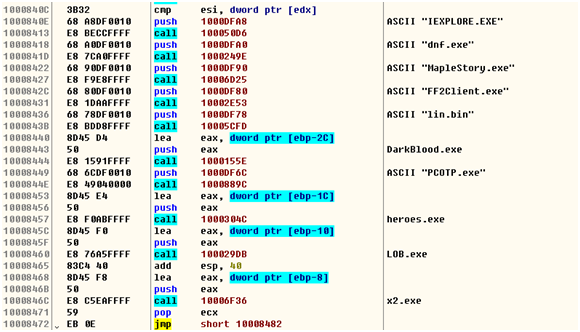 1000840C 3B32 cmp esi, dword ptr [edx]
1000840E 68 A8DF0010 push 1000DFA8 ASCII "IEXPLORE.EXE"
10008413 E8 BECCFFFF call 100050D6
10008418 68 A0DF0010 push 1000DFA0 ASCII "dnf.exe"
1000841D E8 7CA0FFFF call 1000249E
10008422 68 90DF0010 push 1000DF90 ASCII "MapleStory.exe"
10008427 E8 F9E8FFFF call 10006D25
1000842C 68 80DF0010 push 1000DF80 ASCII "FF2Client.exe"
10008431 E8 1DAAFFFF call 10002E53
10008436 68 78DF0010 push 1000DF78 ASCII "lin.bin"
1000843B E8 BDD8FFFF call 10005CFD
10008440 8D45 D4 lea eax, dword ptr [ebp-2C]
10008443 50 push eax DarkBlood.exe
10008444 E8 1591FFFF call 1000155E
10008449 68 6CDF0010 push 1000DF6C ASCII "PCOTP.exe"
1000844E E8 49040000 call 1000889C
10008453 8D45 E4 lea eax, dword ptr [ebp-1C]
10008456 50 push eax
10008457 E8 F0ABFFFF call 1000304C heroes.exe
1000845C 8D45 F0 lea eax, dword ptr [ebp-10]
1000845F 50 push eax
10008460 E8 76A5FFFF call 100029DB LOB.exe
10008465 83C4 40 add esp, 40
10008468 8D45 F8 lea eax, dword ptr [ebp-8]
1000846B 50 push eax
1000846C E8 C5EAFFFF call 10006F36 x2.exe
10008471 59 pop ecx
10008472 EB 0E jmp short 10008482